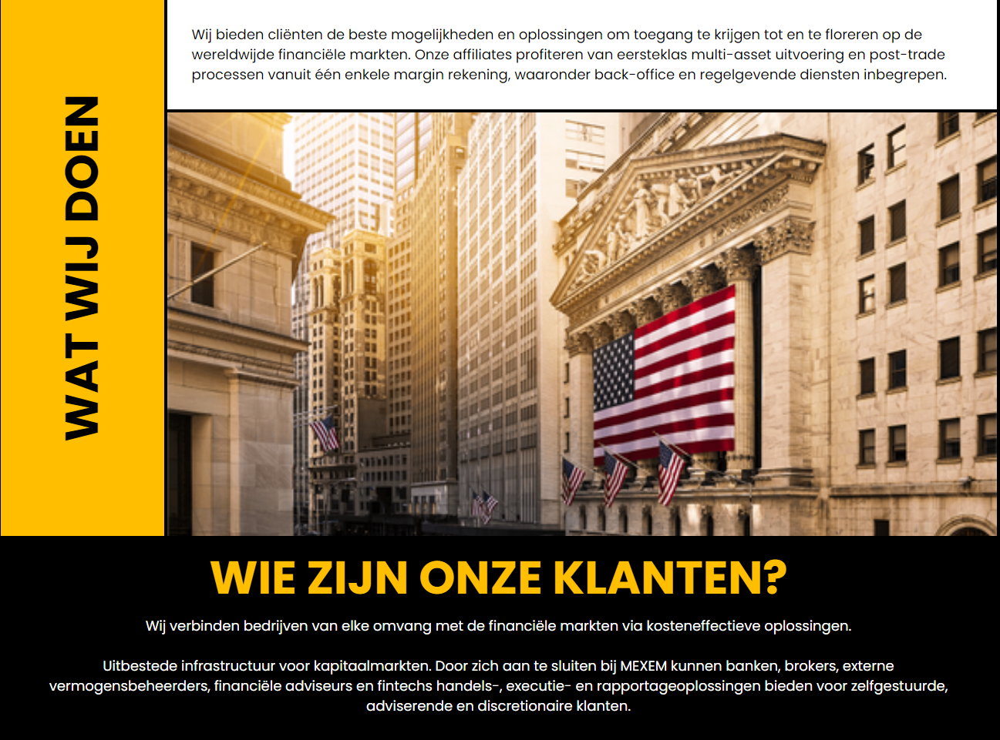 WAT WIJ DOEN
Wij bieden cliënten de beste mogelijkheden en oplossingen om toegang te krijgen tot en te floreren op de
wereldwijde financiële markten. Onze affiliates profiteren van eersteklas multi-asset uitvoering en post-trade
processen vanuit één enkele margin rekening, waaronder back-office en regelgevende diensten inbegrepen.
WIE ZIJN ONZE KLANTEN?
Wij verbinden bedrijven van elke omvang met de financiële markten via kosteneffectieve oplossingen.
Uitbestede infrastructuur voor kapitaalmarkten. Door zich aan te sluiten bij MEXEM kunnen banken, brokers, externe
vermogensbeheerders, financiële adviseurs en fintechs handels-, executie- en rapportageoplossingen bieden voor zelfgestuurde,
adviserende en discretionaire klanten.